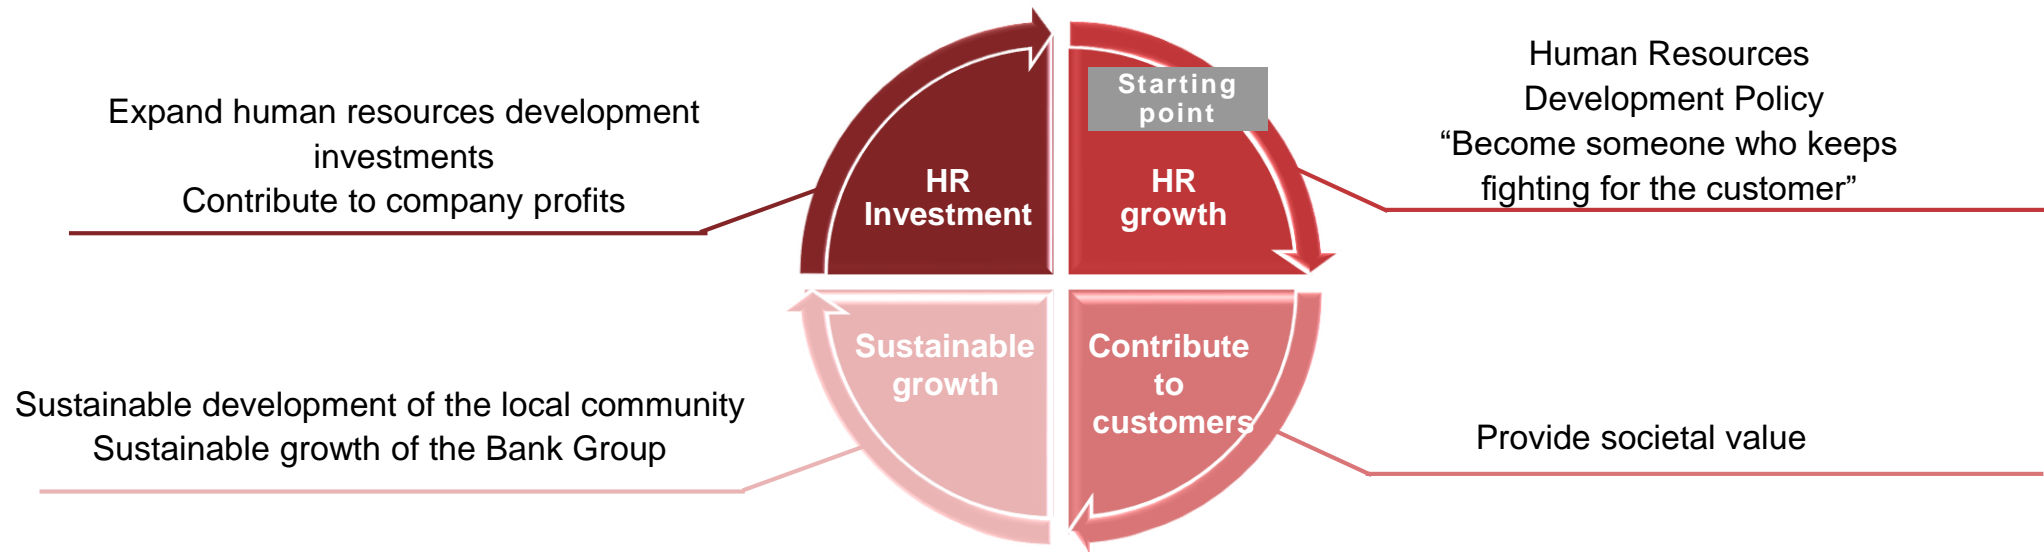 Expand human resources development
investments
Contribute to company profits
HR
Investment
Starting
point
HR
growth
Human Resources
Development Policy
“Become someone who keeps
fighting for the customer”
Sustainable development of the local community
Sustainable growth of the Bank Group
Sustainable
growth
Contribute
to
customers
Provide societal value